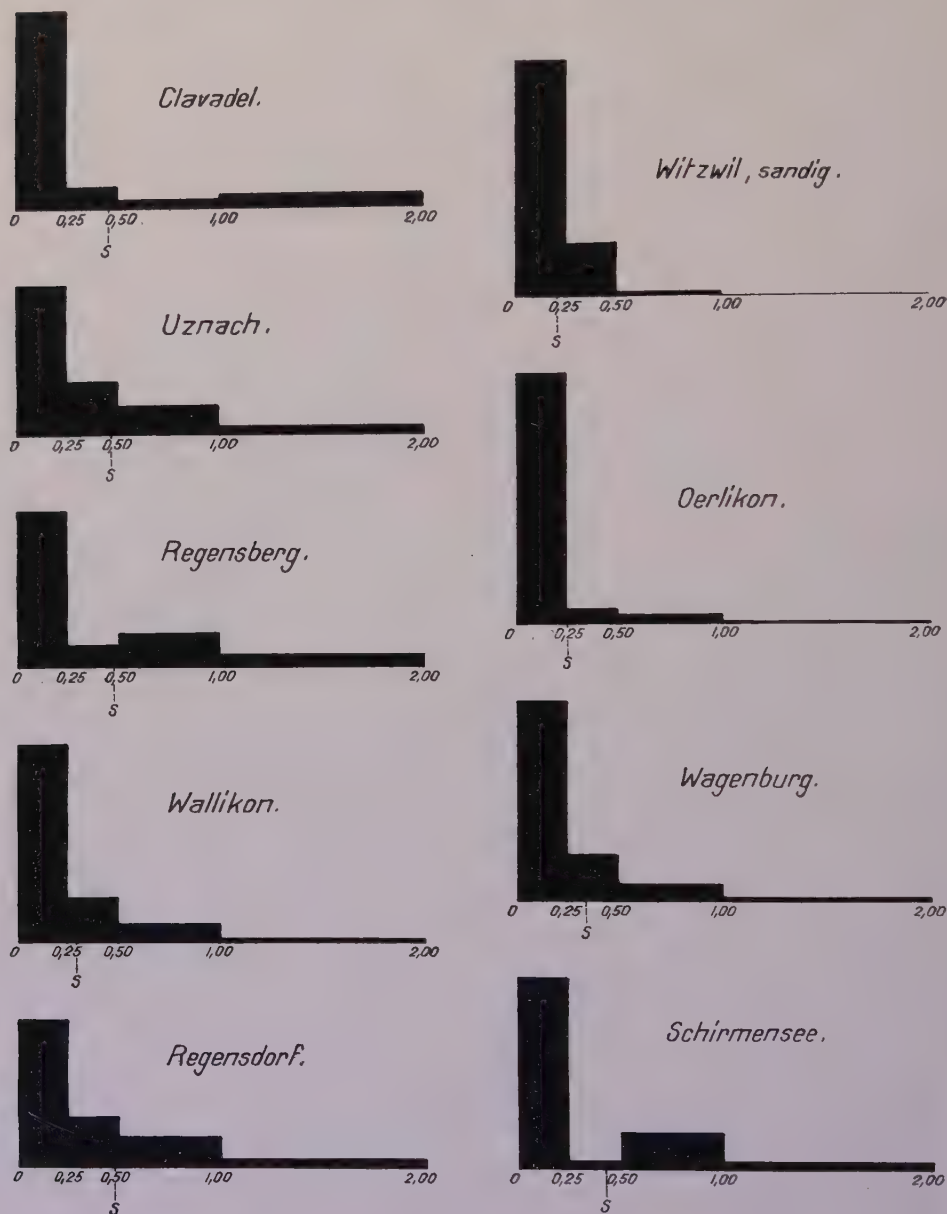 Clavadel.
0 0,25 0,50 1,00 2,00
S
Uznach.
0 0,25 0,50 1,00 2,00
S
Regensberg.
0 0,25 0,50 1,00 2,00
S
Wallikon.
0 0,25 0,50 1,00 2,00
S
Regensdorf.
0 0,25 0,50 1,00 2,00
S
Witzwil, sandig.
0 0,25 0,50 1,00 2,00
S
Oerlikon.
0 0,25 0,50 1,00 2,00
S
Wagenburg.
0 0,25 0,50 1,00 2,00
S
Schirmensee.
0 0,25 0,50 1,00 2,00
S